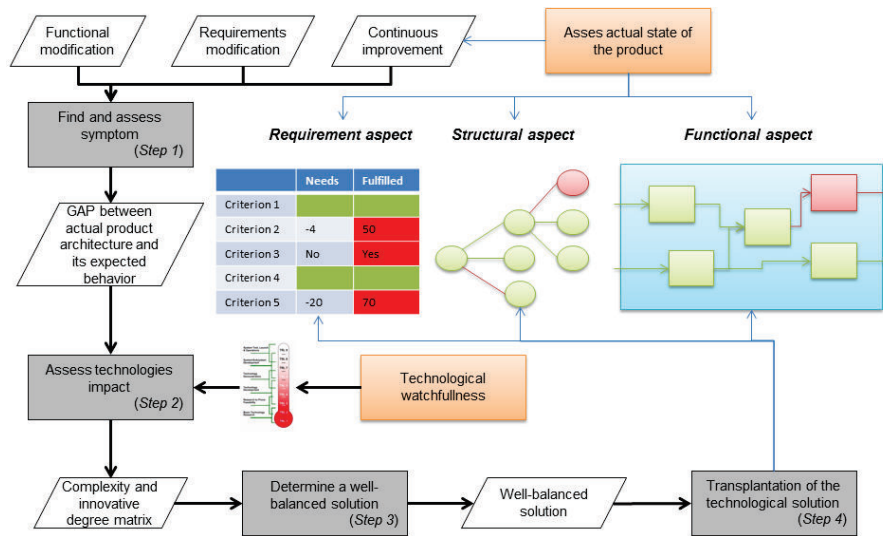 Functional
modification
Requirements
modification
Continuous
improvement
Asses actual state
of the product
Find and assess
symptom
(Step 1)
Requirement aspect
Structural aspect
Functional aspect
Needs Fulfilled
Criterion 1
Criterion 2 -4 50
Criterion 3 No Yes
Criterion 4
Criterion 5 -20 70
GAP between
actual product
architecture and
its expected
behavior
Assess technologies
impact
(Step 2)
Technological
watchfullness
Complexity and
innovative
degree matrix
Determine a well-
balanced solution
(Step 3)
Well-balanced
solution
Transplantation of the
technological solution
(Step 4)